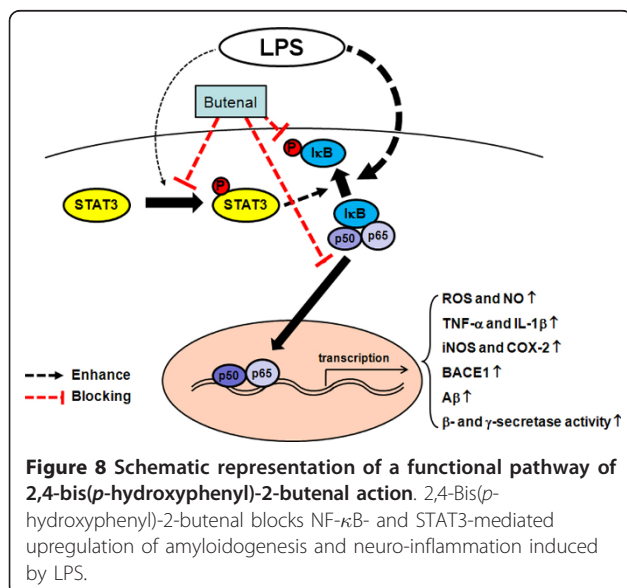 LPS
Butenal
P
IκB
P
STAT3
STAT3
IκB
p50 p65
ROS and NO ↑
TNF-α and IL-1β ↑
iNOS and COX-2 ↑
BACE1 ↑
Aβ ↑
β- and γ-secretase activity ↑
transcription
p50 p65
Enhance
Blocking
Figure 8 Schematic representation of a functional pathway of
2,4-bis(p-hydroxyphenyl)-2-butenal action. 2,4-Bis(p-
hydroxyphenyl)-2-butenal blocks NF-κB- and STAT3-mediated
upregulation of amyloidogenesis and neuro-inflammation induced
by LPS.